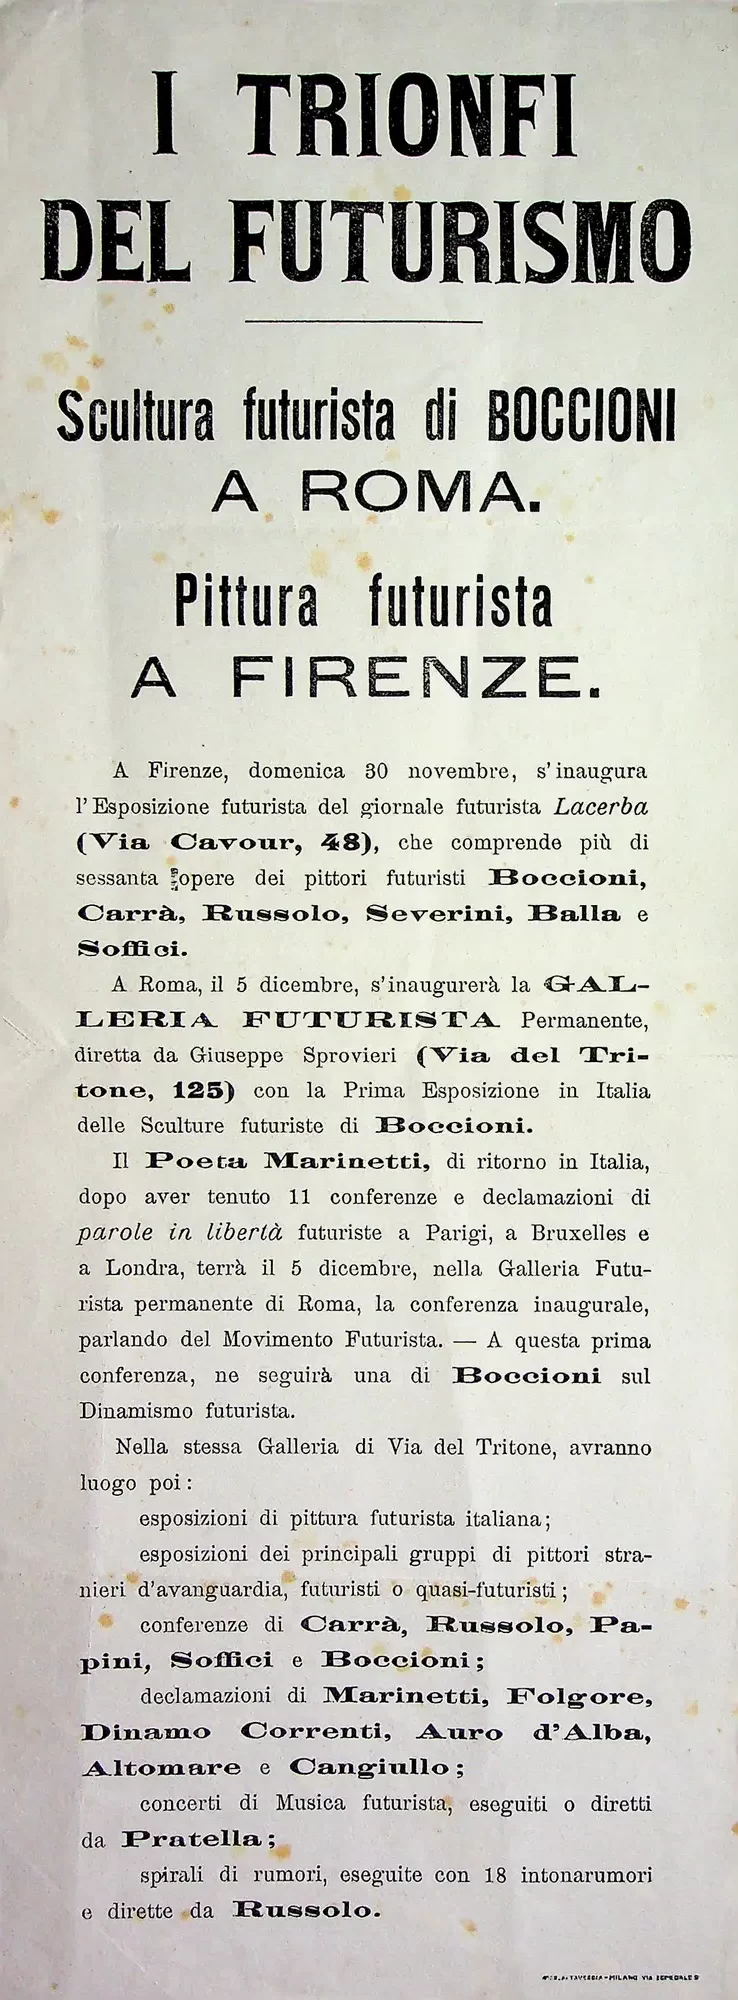 I TRIONFI
DEL FUTURISMO
Scultura futurista di BOCCIONI
A ROMA.
Pittura futurista
A FIRENZE.
A Firenze, domenica 30 novembre, s'inaugura
l'Esposizione futurista del giornale futurista Lacerba
(Via Cavour, 48), che comprende più di
sessanta opere dei pittori futuristi Boccioni,
Carrà, Russolo, Severini, Balla e
Soffici.
A Roma, il 5 dicembre, s'inaugurerà la GAL-
LERIA FUTURISTA Permanente,
diretta da Giuseppe Sprovieri (Via del Tri-
tone, 125) con la Prima Esposizione in Italia
delle Sculture futuriste di Boccioni.
Il Poeta Marinetti, di ritorno in Italia,
dopo aver tenuto 11 conferenze e declamazioni di
parole in libertà futuriste a Parigi, a Bruxelles e
a Londra, terrà il 5 dicembre, nella Galleria Futu-
rista permanente di Roma, la conferenza inaugurale,
parlando del Movimento Futurista. — A questa prima
conferenza, ne seguirà una di Boccioni sul
Dinamismo futurista.
Nella stessa Galleria di Via del Tritone, avranno
luogo poi:
esposizioni di pittura futurista italiana;
esposizioni dei principali gruppi di pittori stra-
nieri d'avanguardia, futuristi o quasi-futuristi;
conferenze di Carrà, Russolo, Pa-
pini, Soffici e Boccioni;
declamazioni di Marinetti, Folgore,
Dinamo Correnti, Auro d'Alba,
Altomare e Cangiullo;
concerti di Musica futurista, eseguiti o diretti
da Pratella;
spirali di rumori, eseguite con 18 intonarumori
e dirette da Russolo.
TAVEGGIA - MILANO VIA OSPEDALE